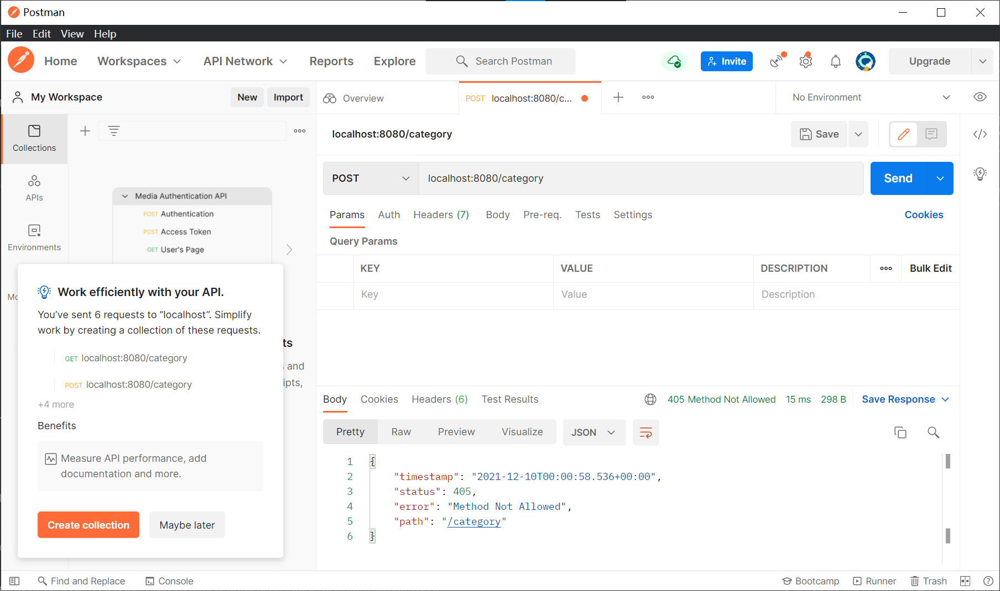 Postman
File Edit View Help
Home Workspaces API Network Reports Explore Search Postman Invite Upgrade
My Workspace New Import
Overview POST localhost:8080/c... No Environment
Collections
APIs
Environments
Mo
Media Authentication API
POST Authentication
POST Access Token
GET User's Page
ts
and
ipts,
Work efficiently with your API.
You've sent 6 requests to “localhost”. Simplify
work by creating a collection of these requests.
GET localhost:8080/category
POST localhost:8080/category
+4 more
Benefits
Measure API performance, add
documentation and more.
Create collection Maybe later
localhost:8080/category Save
POST localhost:8080/category Send
Params Auth Headers (7) Body Pre-req. Tests Settings Cookies
Query Params
KEY VALUE DESCRIPTION Bulk Edit
Key Value Description
Body Cookies Headers (6) Test Results 405 Method Not Allowed 15 ms 298 B Save Response
Pretty Raw Preview Visualize JSON
1 {
2 "timestamp": "2021-12-10T00:00:58.536+00:00",
3 "status": 405,
4 "error": "Method Not Allowed",
5 "path": "/category"
6 }
Find and Replace Console Bootcamp Runner Trash